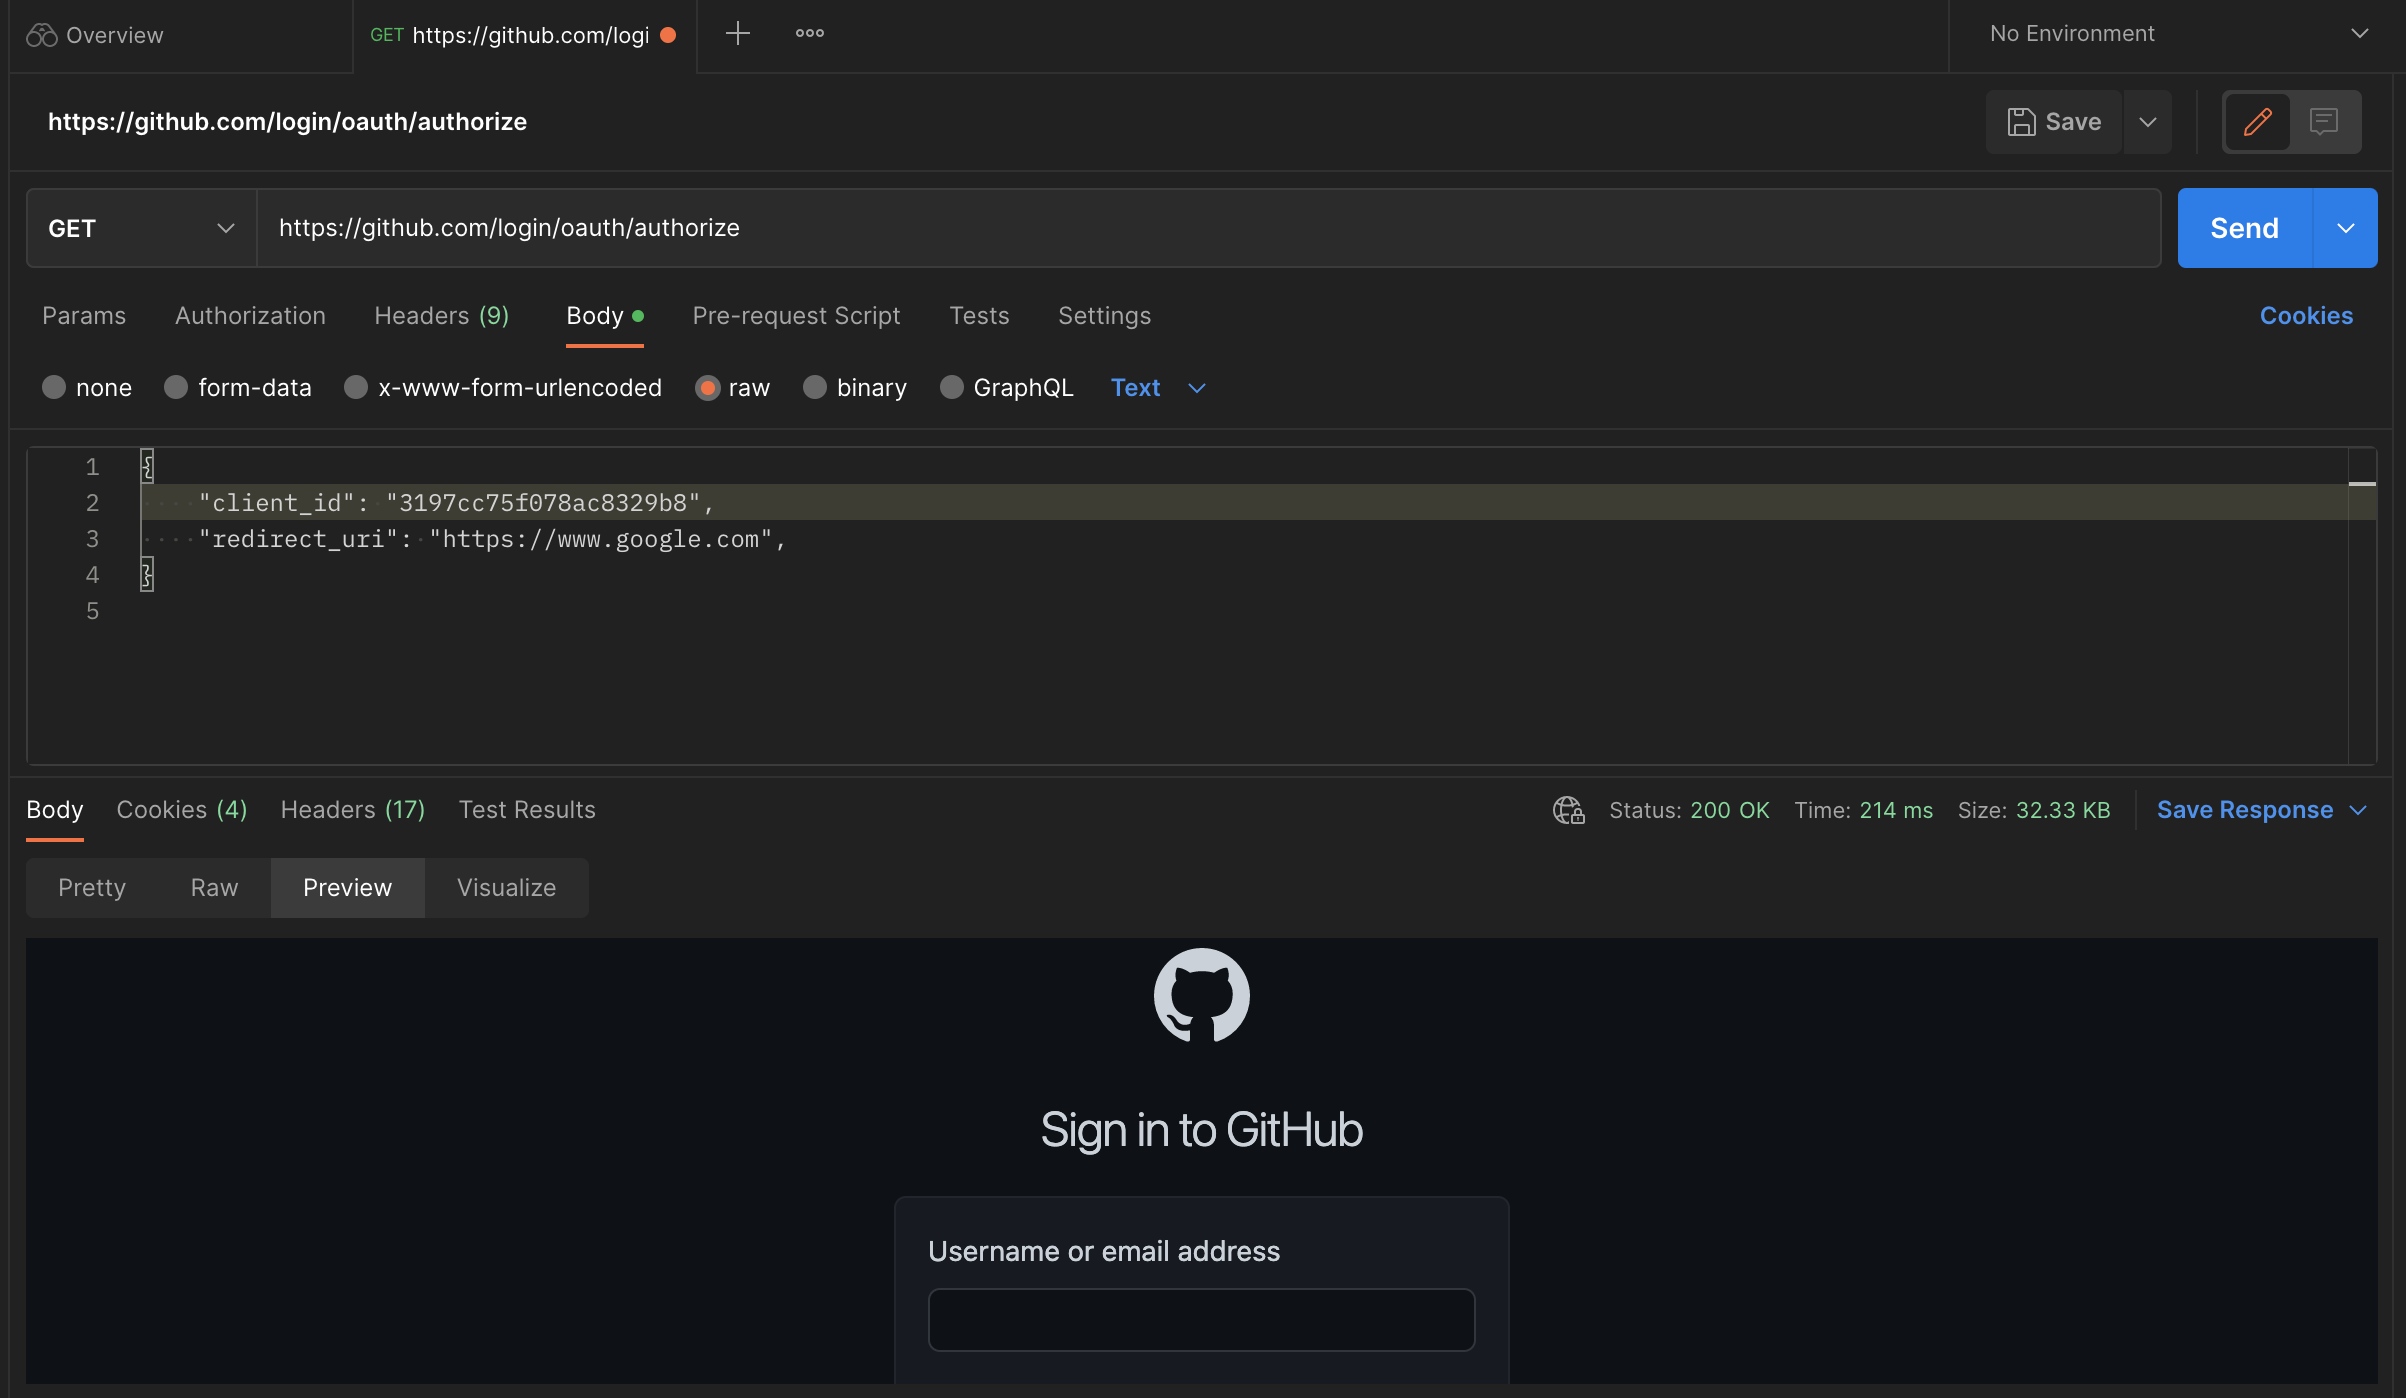 Overview
GET https://github.com/logi
No Environment
https://github.com/login/oauth/authorize
Save
GET
https://github.com/login/oauth/authorize
Send
Params Authorization Headers (9) Body Pre-request Script Tests Settings Cookies
none form-data x-www-form-urlencoded raw binary GraphQL Text
1 {
2 "client_id": "3197cc75f078ac8329b8",
3 "redirect_uri": "https://www.google.com",
4 }
5
Body Cookies (4) Headers (17) Test Results Status: 200 OK Time: 214 ms Size: 32.33 KB Save Response
Pretty Raw Preview Visualize
Sign in to GitHub
Username or email address